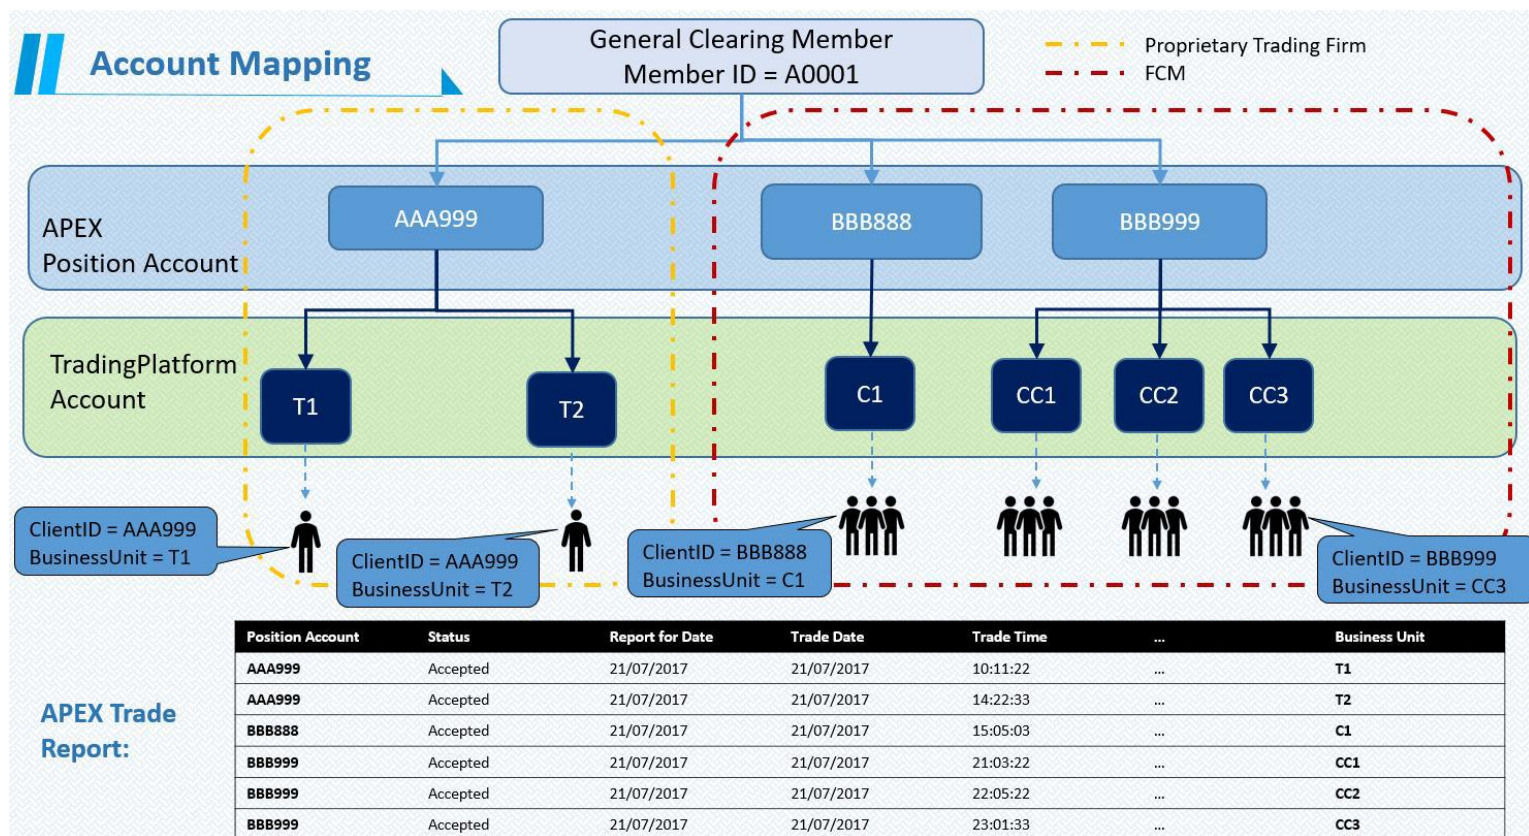 Account Mapping
General Clearing Member
Member ID = A0001
Proprietary Trading Firm
FCM
APEX
Position Account
AAA999
BBB888
BBB999
TradingPlatform
Account
T1
T2
C1
CC1
CC2
CC3
ClientID = AAA999
BusinessUnit = T1
ClientID = AAA999
BusinessUnit = T2
ClientID = BBB888
BusinessUnit = C1
ClientID = BBB999
BusinessUnit = CC3
APEX Trade
Report:
Position Account Status Report for Date Trade Date Trade Time ... Business Unit
AAA999 Accepted 21/07/2017 21/07/2017 10:11:22 ... T1
AAA999 Accepted 21/07/2017 21/07/2017 14:22:33 ... T2
BBB888 Accepted 21/07/2017 21/07/2017 15:05:03 ... C1
BBB999 Accepted 21/07/2017 21/07/2017 21:03:22 ... CC1
BBB999 Accepted 21/07/2017 21/07/2017 22:05:22 ... CC2
BBB999 Accepted 21/07/2017 21/07/2017 23:01:33 ... CC3